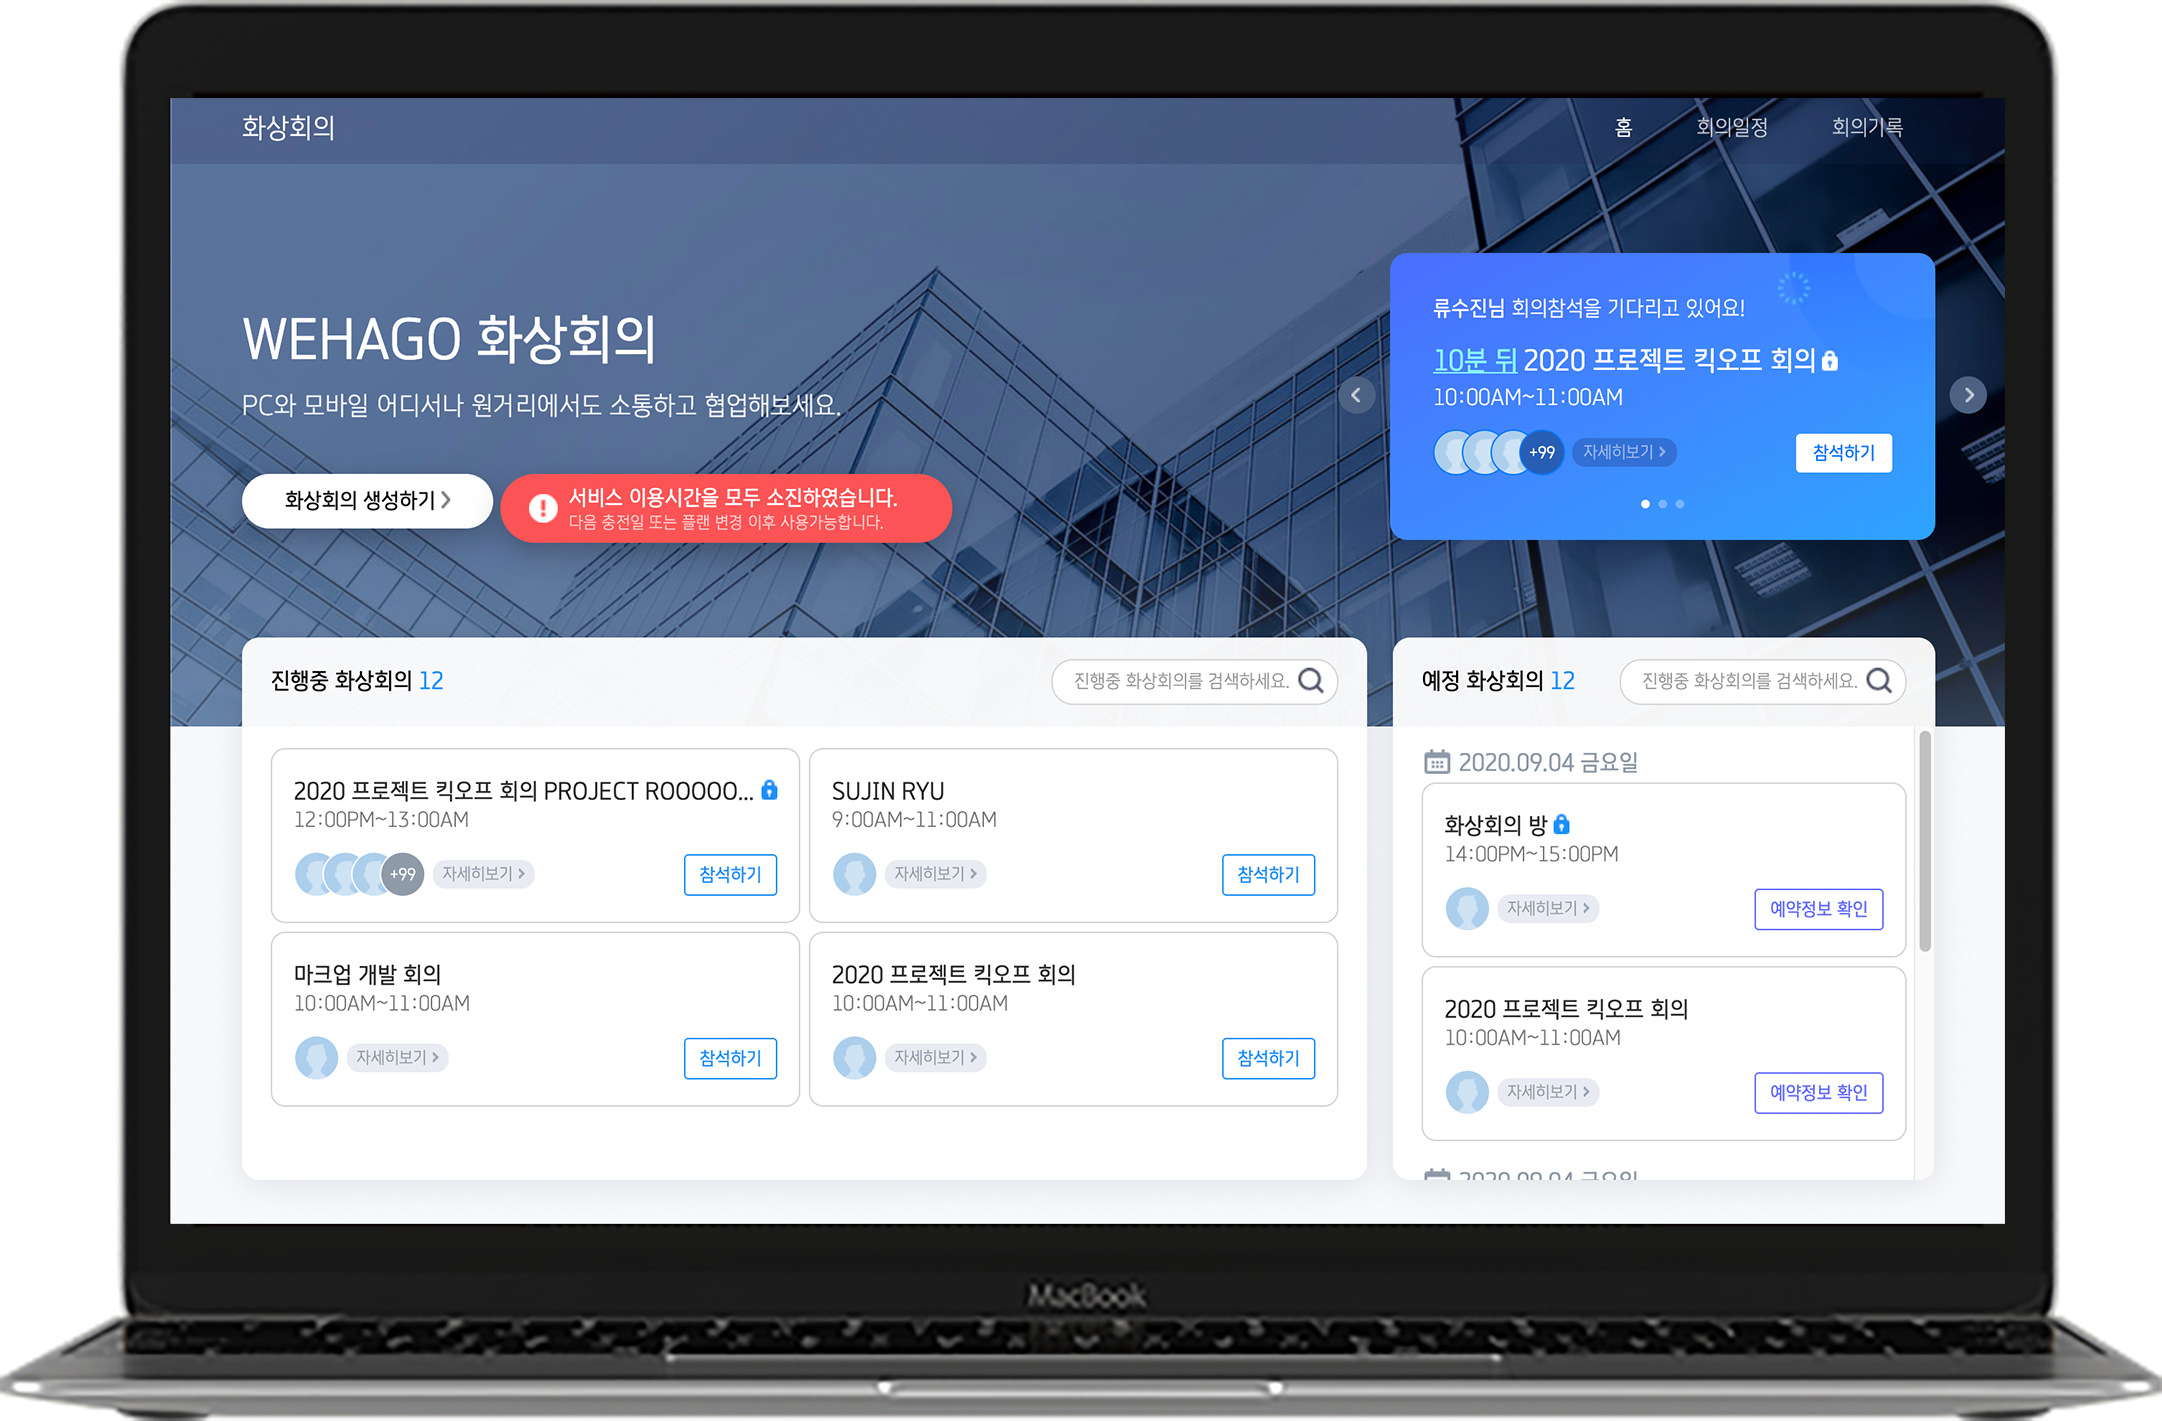 화상회의
홈
회의일정
회의기록
WEHAGO 화상회의
PC와 모바일 어디서나 원거리에서도 소통하고 협업해보세요.
화상회의 생성하기
서비스 이용시간을 모두 소진하였습니다.
다음 충전일 또는 플랜 변경 이후 사용가능합니다.
류수진님 회의참석을 기다리고 있어요!
10분 뒤 2020 프로젝트 킥오프 회의
10:00AM~11:00AM
+99
자세히보기
참석하기
진행중 화상회의 12
진행중 화상회의를 검색하세요.
2020 프로젝트 킥오프 회의 PROJECT ROOOOO...
12:00PM~13:00AM
+99
자세히보기
참석하기
SUJIN RYU
9:00AM~11:00AM
자세히보기
참석하기
마크업 개발 회의
10:00AM~11:00AM
자세히보기
참석하기
2020 프로젝트 킥오프 회의
10:00AM~11:00AM
자세히보기
참석하기
예정 화상회의 12
진행중 화상회의를 검색하세요.
2020.09.04 금요일
화상회의 방
14:00PM~15:00PM
자세히보기
예약정보 확인
2020 프로젝트 킥오프 회의
10:00AM~11:00AM
자세히보기
예약정보 확인
2020.09.04 금요일
MacBook